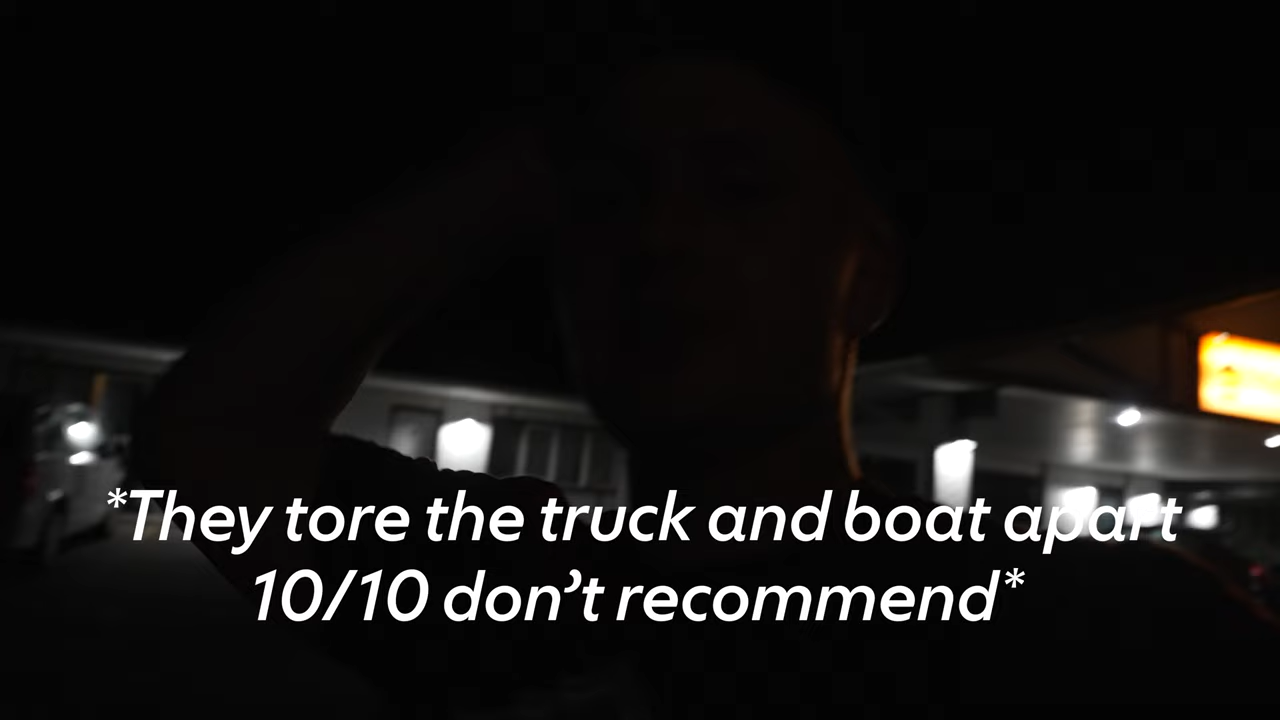 *They tore the truck and boat apart
10/10 don’t recommend*